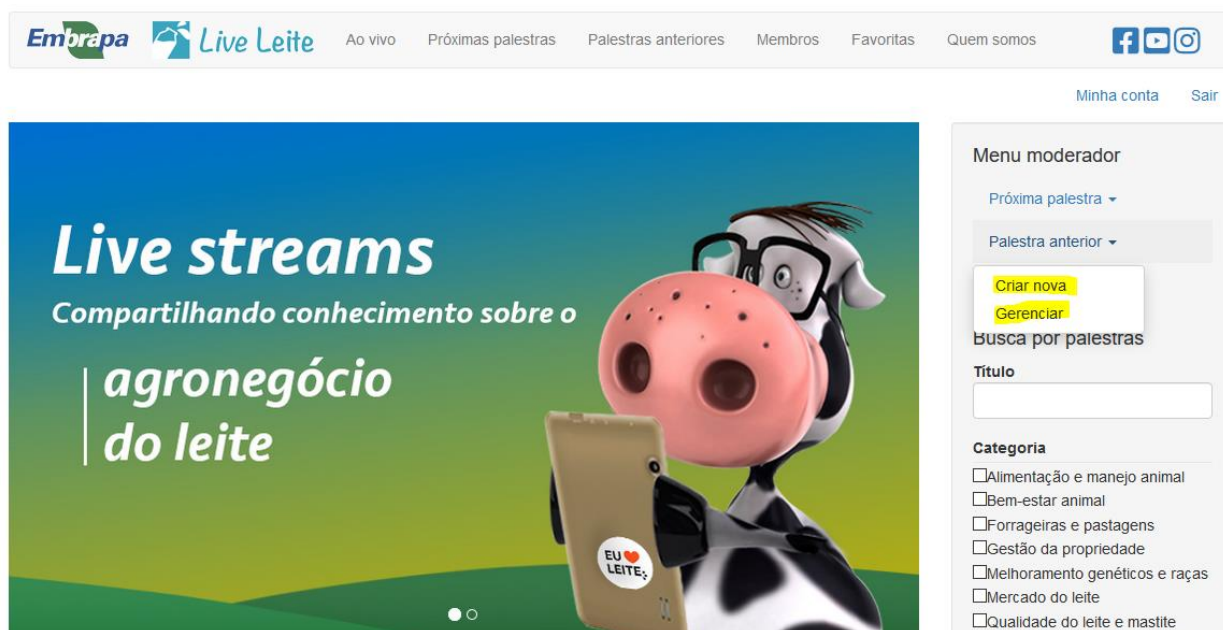 Embrapa Live Leite Ao vivo Próximas palestras Palestras anteriores Membros Favoritas Quem somos
Minha conta Sair
Live streams
Compartilhando conhecimento sobre o
agronegócio
do leite
EU
LEITE
Menu moderador
Próxima palestra
Palestra anterior
Criar nova
Gerenciar
Busca por palestras
Título
Categoria
Alimentação e manejo animal
Bem-estar animal
Forrageiras e pastagens
Gestão da propriedade
Melhoramento genéticos e raças
Mercado do leite
Qualidade do leite e mastite